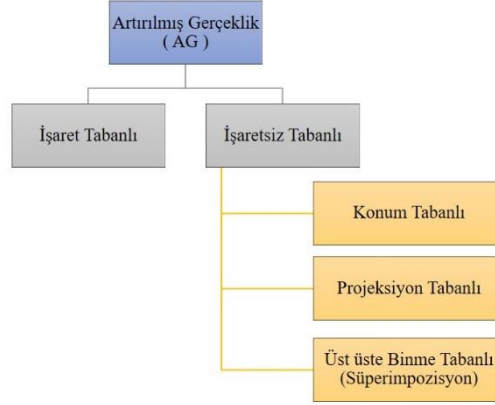 Artırılmış Gerçeklik
( AG )
İşaret Tabanlı
İşaretsiz Tabanlı
Konum Tabanlı
Projeksiyon Tabanlı
Üst üste Binme Tabanlı
(Süperimpozisyon)